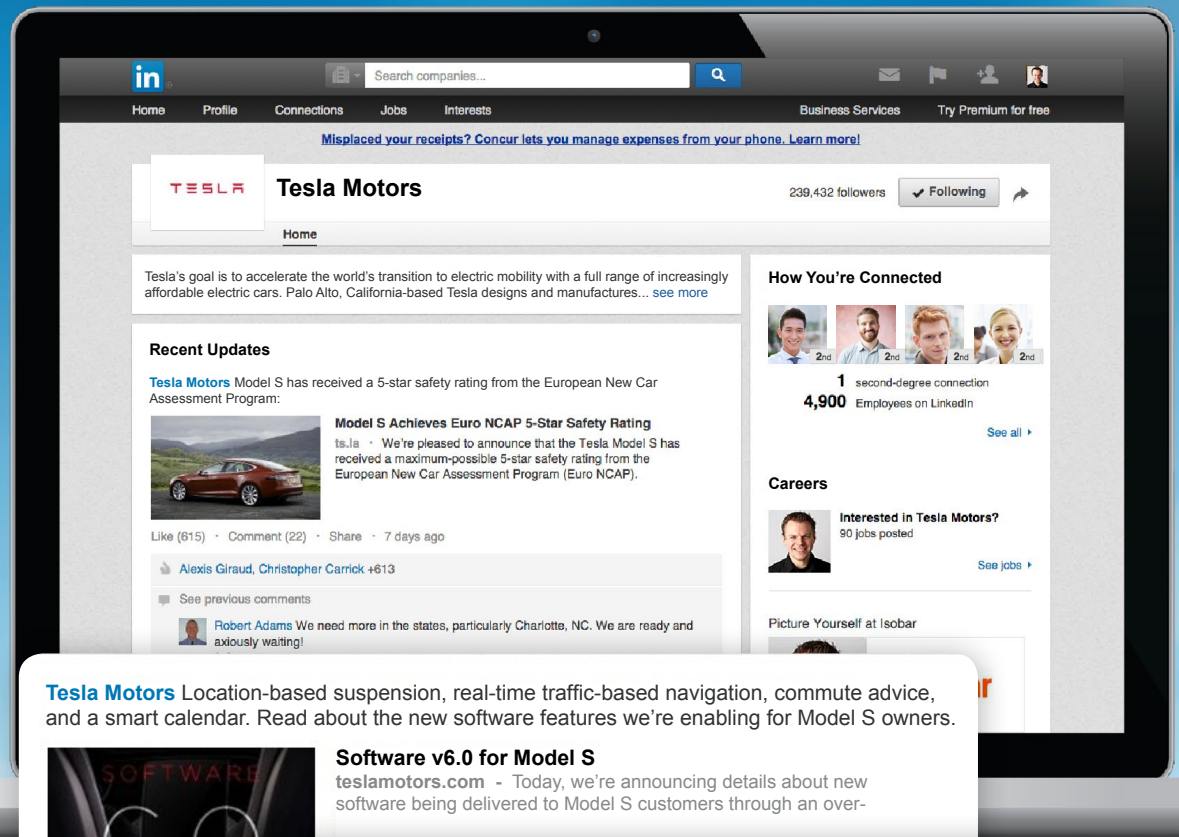 in
Search companies...
Home Profile Connections Jobs Interests Business Services Try Premium for free
Misplaced your receipts? Concur lets you manage expenses from your phone. Learn more!
TESLA
Tesla Motors
239,432 followers
Following
Home
Tesla's goal is to accelerate the world's transition to electric mobility with a full range of increasingly
affordable electric cars. Palo Alto, California-based Tesla designs and manufactures... see more
Recent Updates
Tesla Motors Model S has received a 5-star safety rating from the European New Car
Assessment Program:
Model S Achieves Euro NCAP 5-Star Safety Rating
ts.la · We're pleased to announce that the Tesla Model S has
received a maximum-possible 5-star safety rating from the
European New Car Assessment Program (Euro NCAP).
Like (615) · Comment (22) · Share · 7 days ago
Alexis Giraud, Christopher Carrick +613
See previous comments
Robert Adams We need more in the states, particularly Charlotte, NC. We are ready and
axiously waiting!
How You're Connected
2nd 2nd 2nd 2nd
1 second-degree connection
4,900 Employees on LinkedIn
See all
Careers
Interested in Tesla Motors?
90 jobs posted
See jobs
Picture Yourself at Isobar
Tesla Motors Location-based suspension, real-time traffic-based navigation, commute advice,
and a smart calendar. Read about the new software features we're enabling for Model S owners.
SOFTWARE
Software v6.0 for Model S
teslamotors.com - Today, we're announcing details about new
software being delivered to Model S customers through an over-